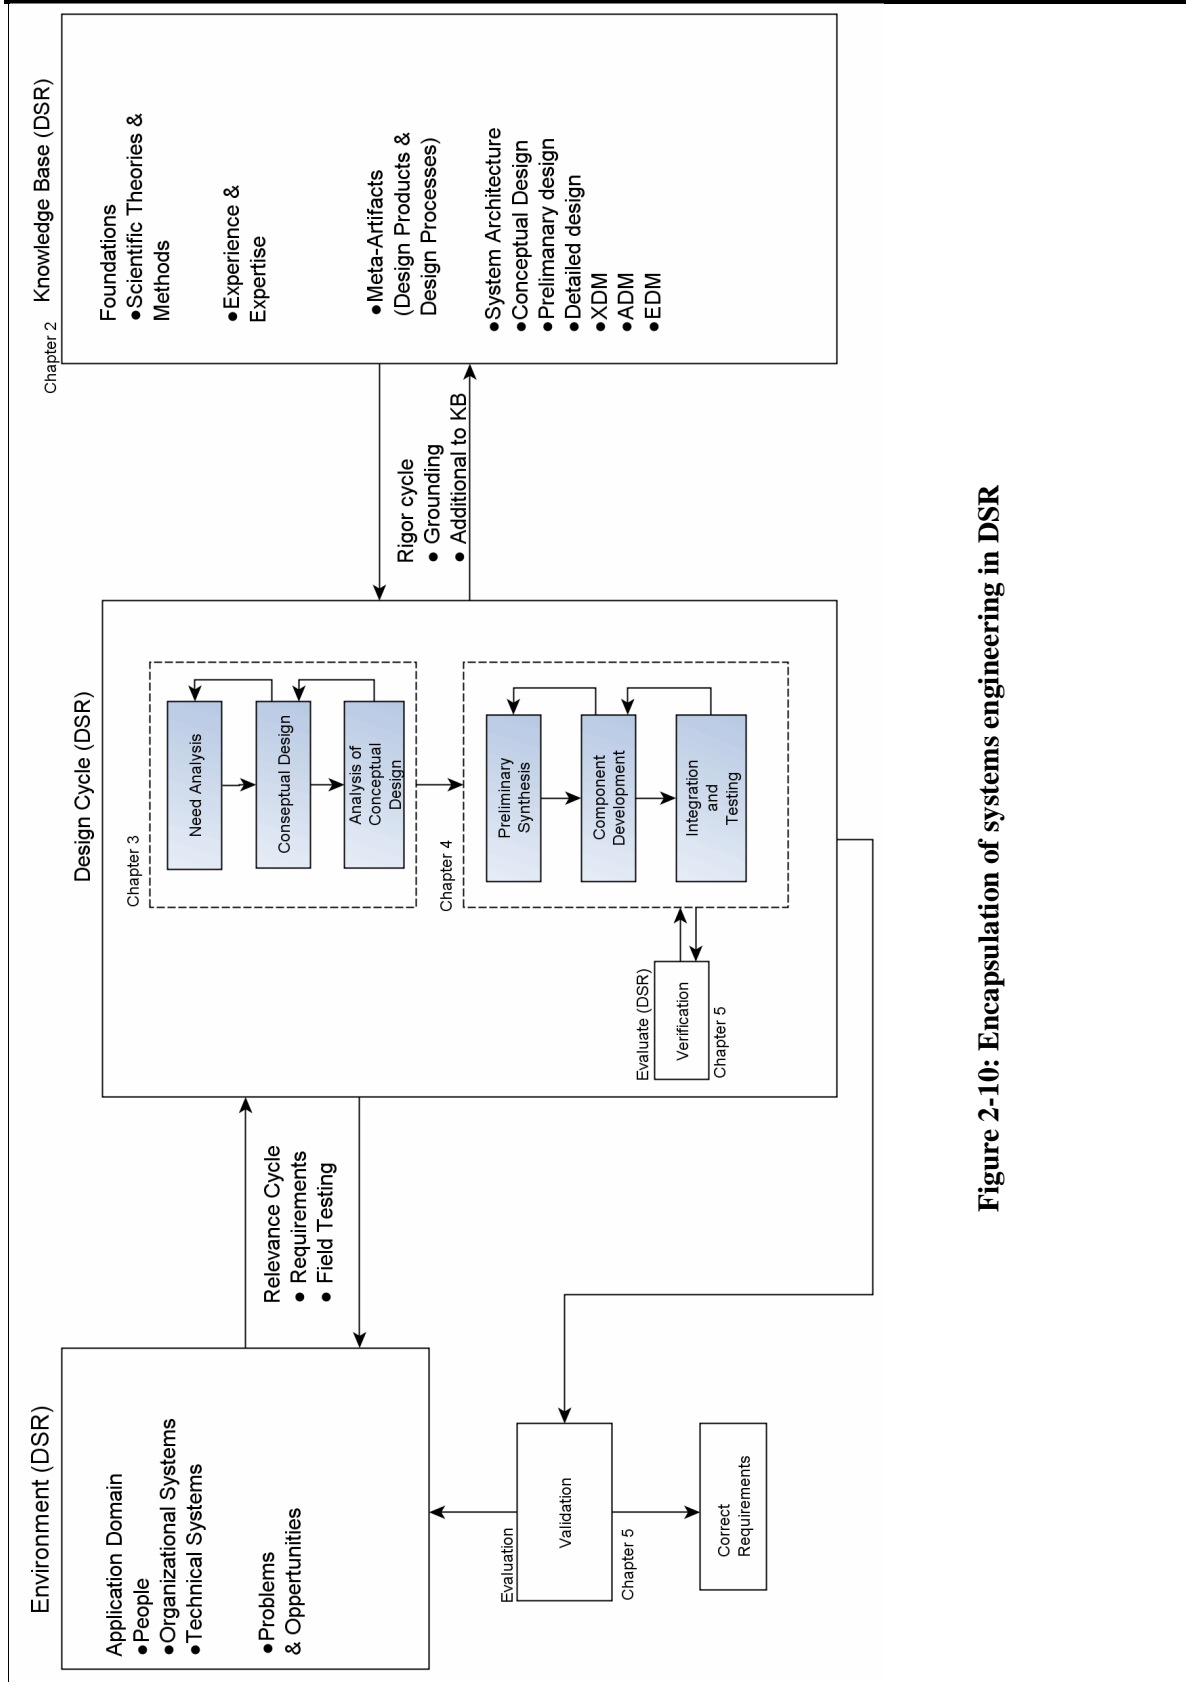 Environment (DSR)
Application Domain
●People
●Organizational Systems
●Technical Systems
●Problems
& Oppertunities
Relevance Cycle
● Requirements
● Field Testing
Evaluation
Validation
Chapter 5
Correct
Requirements
Design Cycle (DSR)
Chapter 3
Need Analysis
Conseptual Design
Analysis of
Conceptual
Design
Chapter 4
Preliminary
Synthesis
Component
Development
Integration
and
Testing
Evaluate (DSR)
Verification
Chapter 5
Rigor cycle
● Grounding
● Additional to KB
Chapter 2
Knowledge Base (DSR)
Foundations
●Scientific Theories &
Methods
●Experience &
Expertise
●Meta-Artifacts
(Design Products &
Design Processes)
●System Architecture
●Conceptual Design
●Prelimanary design
●Detailed design
●XDM
●ADM
●EDM
Figure 2-10: Encapsulation of systems engineering in DSR